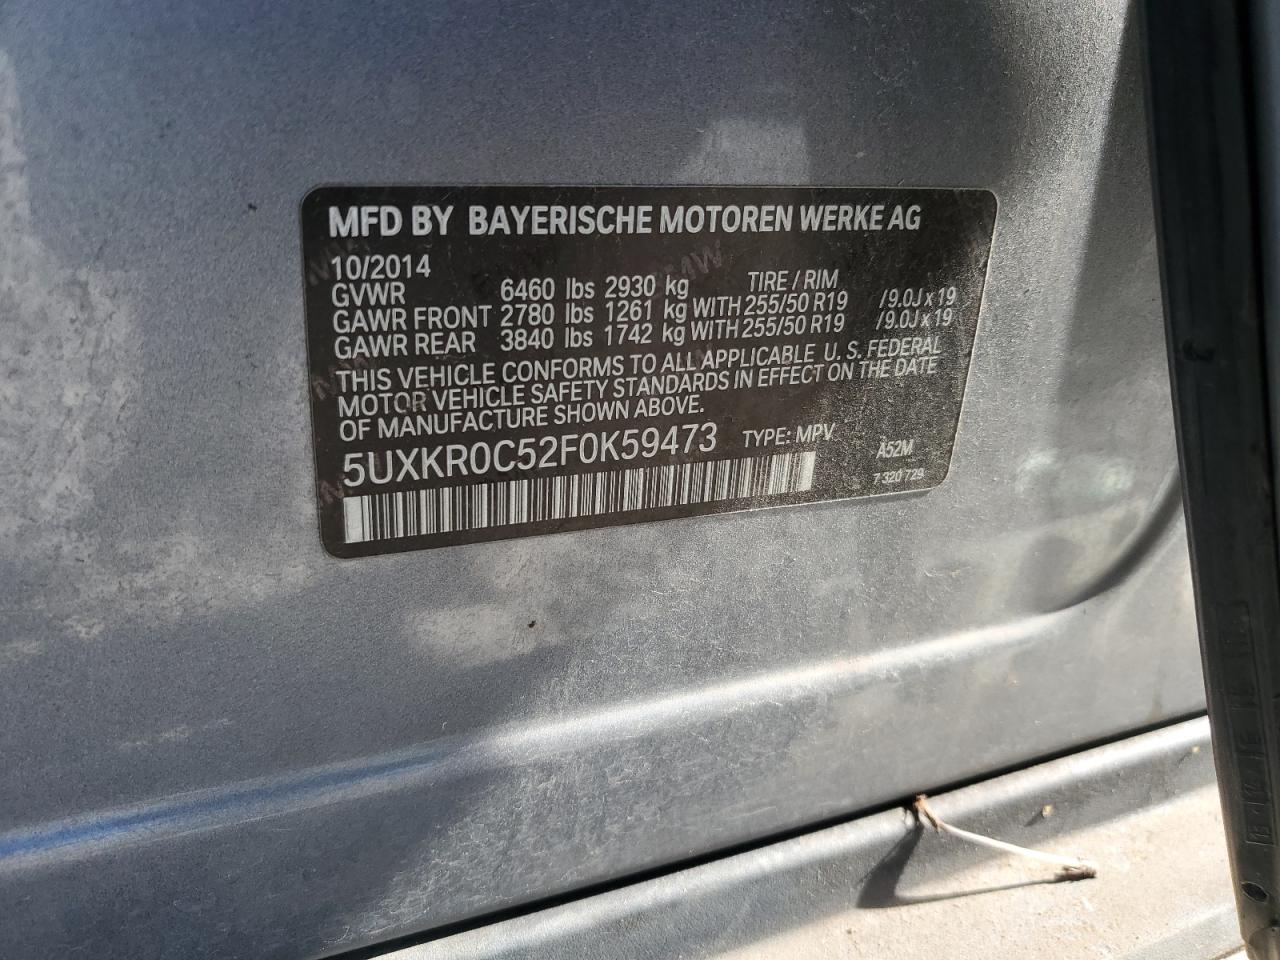 MFD BY BAYERISCHE MOTOREN WERKE AG
10/2014
GVWR 6460 lbs 2930 kg TIRE / RIM
GAWR FRONT 2780 lbs 1261 kg WITH 255/50 R19 /9.0J x 19
GAWR REAR 3840 lbs 1742 kg WITH 255/50 R19 /9.0J x 19
THIS VEHICLE CONFORMS TO ALL APPLICABLE U. S. FEDERAL
MOTOR VEHICLE SAFETY STANDARDS IN EFFECT ON THE DATE
OF MANUFACTURE SHOWN ABOVE.
5UXKR0C52F0K59473 TYPE: MPV A52M
7 320 729